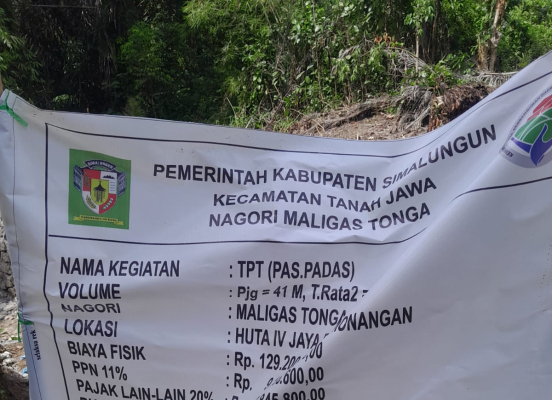 SIMALUNGUN
PEMERINTAH KABUPATEN SIMALUNGUN
KECAMATAN TANAH JAWA
NAGORI MALIGAS TONGA
NAMA KEGIATAN : TPT (PAS.PADAS)
VOLUME : Pjg = 41 M, T.Rata2 =
NAGORI : MALIGAS TONGA
LOKASI : HUTA IV JAYA
BIAYA FISIK : Rp.
PPN 11% : Rp.
PAJAK LAIN-LAIN 20%